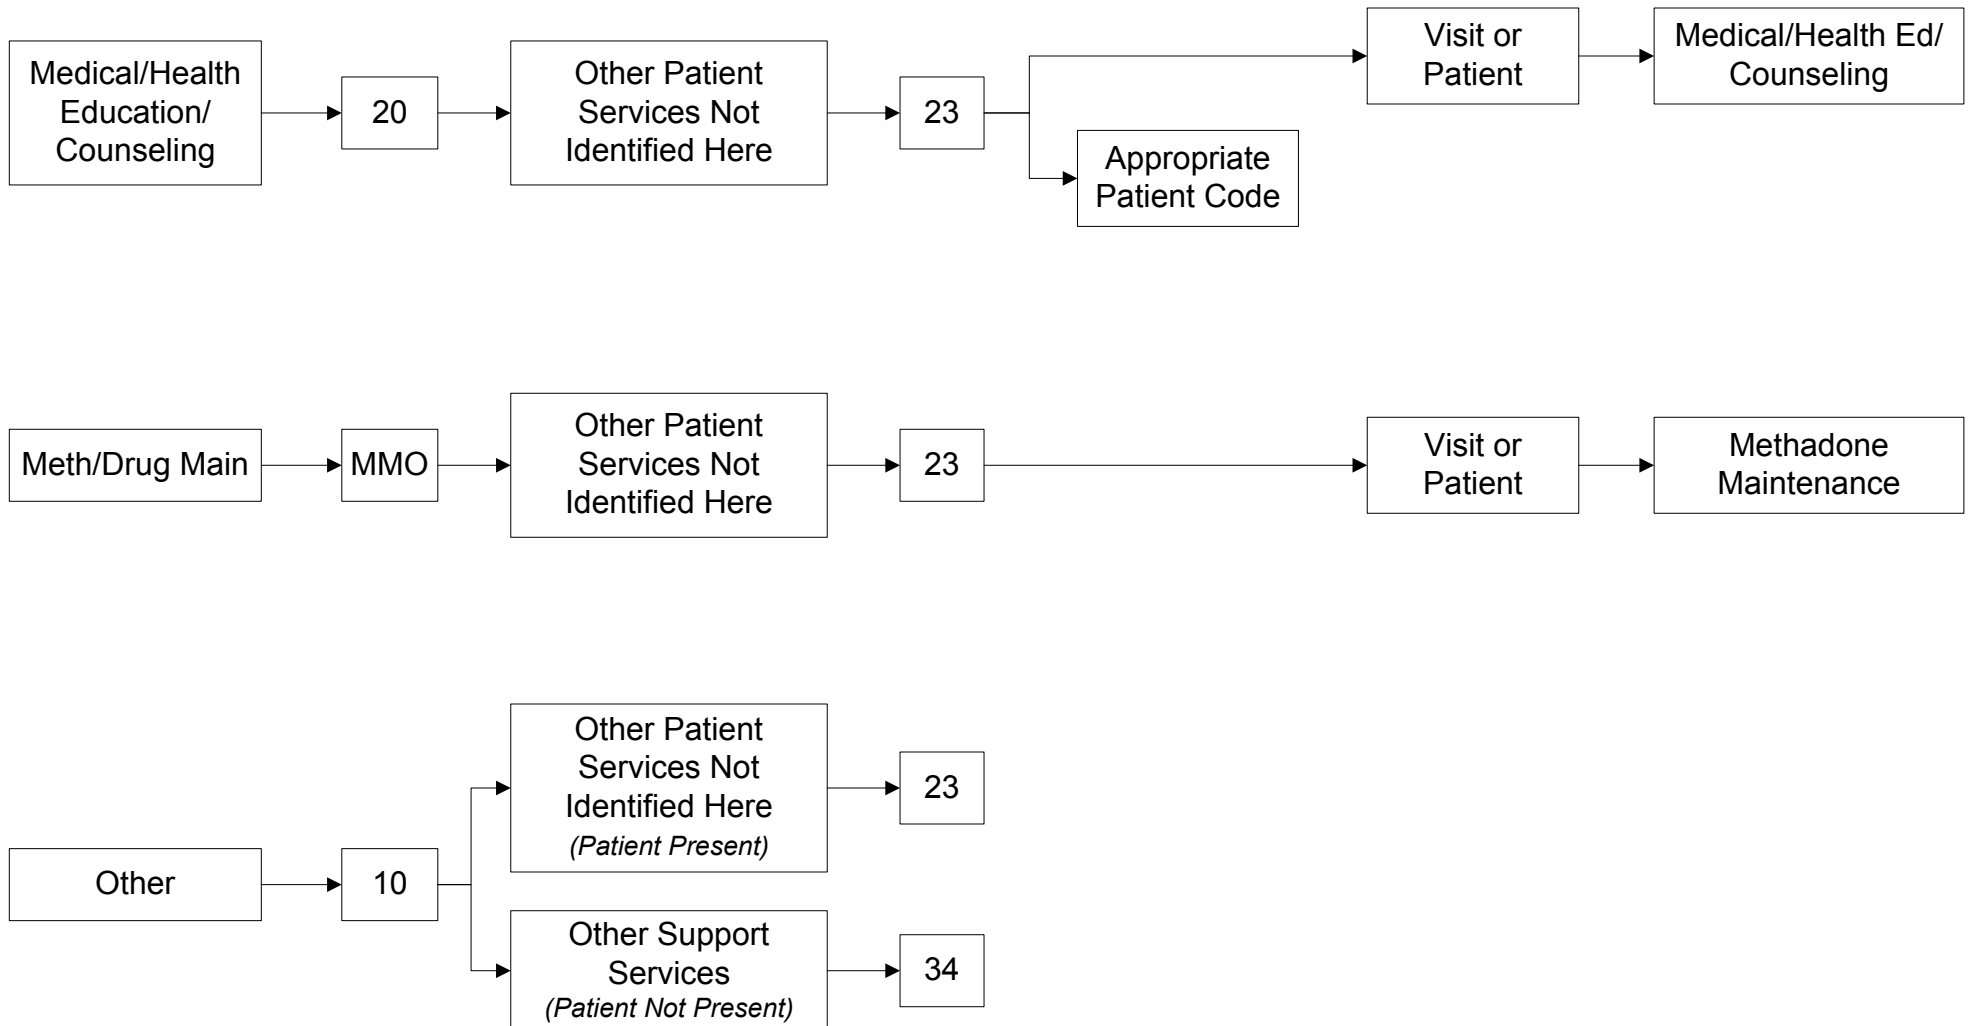 Medical/Health
Education/
Counseling
20
Other Patient
Services Not
Identified Here
23
Visit or
Patient
Medical/Health Ed/
Counseling
Appropriate
Patient Code
Meth/Drug Main
MMO
Other Patient
Services Not
Identified Here
23
Visit or
Patient
Methadone
Maintenance
Other
10
Other Patient
Services Not
Identified Here
(Patient Present)
23
Other Support
Services
(Patient Not Present)
34